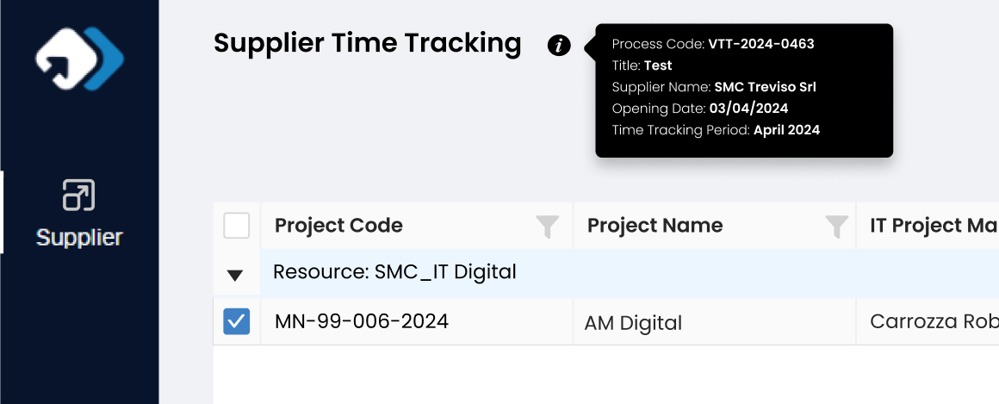 Supplier Time Tracking
Process Code: VTT-2024-0463
Title: Test
Supplier Name: SMC Treviso Srl
Opening Date: 03/04/2024
Time Tracking Period: April 2024
Supplier
Project Code
Project Name
IT Project Ma
Resource: SMC_IT Digital
MN-99-006-2024
AM Digital
Carrozza Rob